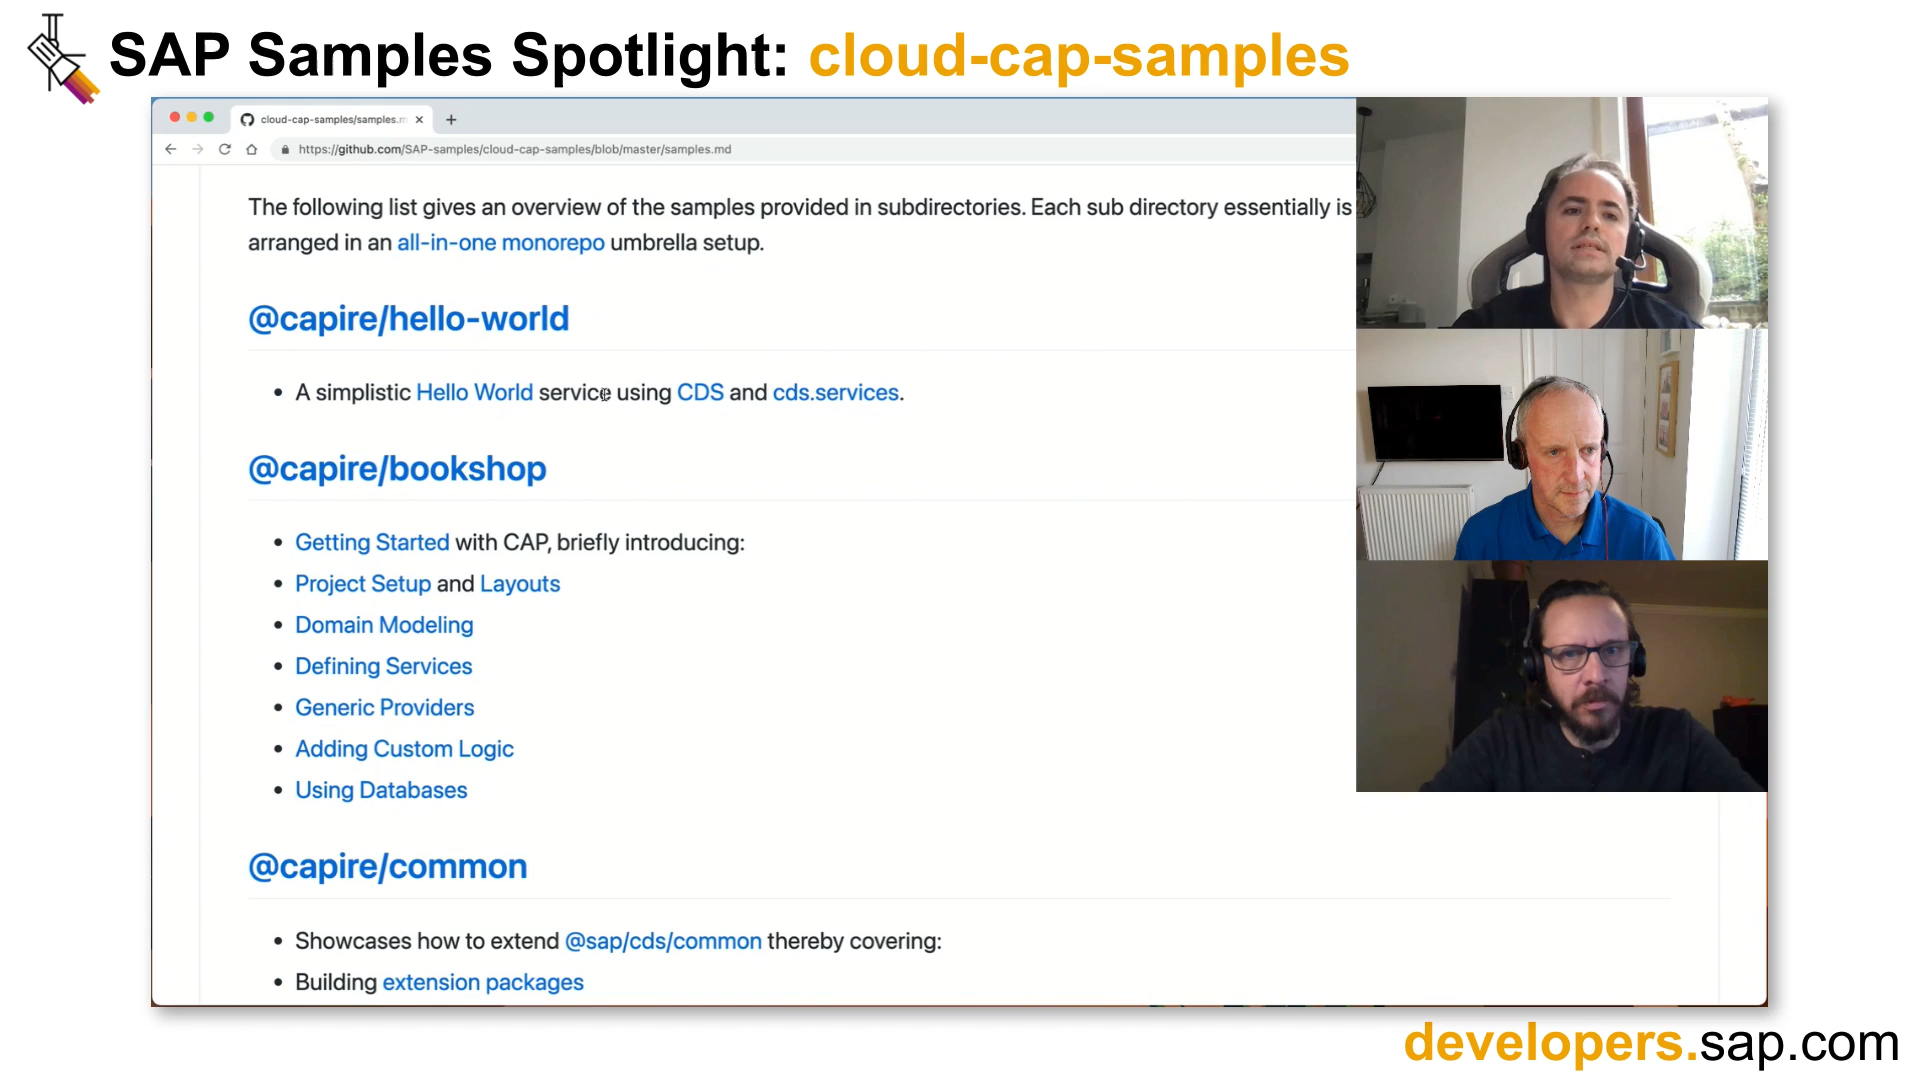 SAP Samples Spotlight: cloud-cap-samples
cloud-cap-samples/samples.m
https://github.com/SAP-samples/cloud-cap-samples/blob/master/samples.md
The following list gives an overview of the samples provided in subdirectories. Each sub directory essentially is
arranged in an all-in-one monorepo umbrella setup.
@capire/hello-world
• A simplistic Hello World service using CDS and cds.services.
@capire/bookshop
• Getting Started with CAP, briefly introducing:
• Project Setup and Layouts
• Domain Modeling
• Defining Services
• Generic Providers
• Adding Custom Logic
• Using Databases
@capire/common
• Showcases how to extend @sap/cds/common thereby covering:
• Building extension packages
developers.sap.com